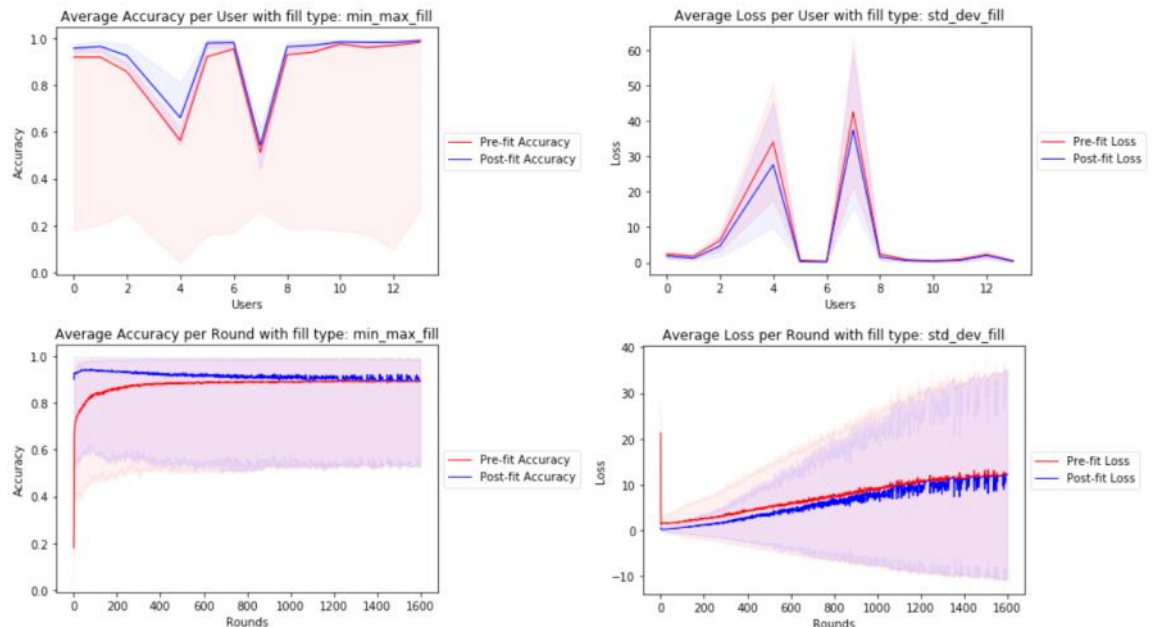 Average Accuracy per User with fill type: min_max_fill
1.0
0.8
0.6
0.4
0.2
0.0
Accuracy
0 2 4 6 8 10 12
Users
Pre-fit Accuracy
Post-fit Accuracy
Average Loss per User with fill type: std_dev_fill
60
50
40
30
20
10
0
Loss
0 2 4 6 8 10 12
Users
Pre-fit Loss
Post-fit Loss
Average Accuracy per Round with fill type: min_max_fill
1.0
0.8
0.6
0.4
0.2
0.0
Accuracy
0 200 400 600 800 1000 1200 1400 1600
Rounds
Pre-fit Accuracy
Post-fit Accuracy
Average Loss per Round with fill type: std_dev_fill
40
30
20
10
0
−10
Loss
0 200 400 600 800 1000 1200 1400 1600
Rounds
Pre-fit Loss
Post-fit Loss